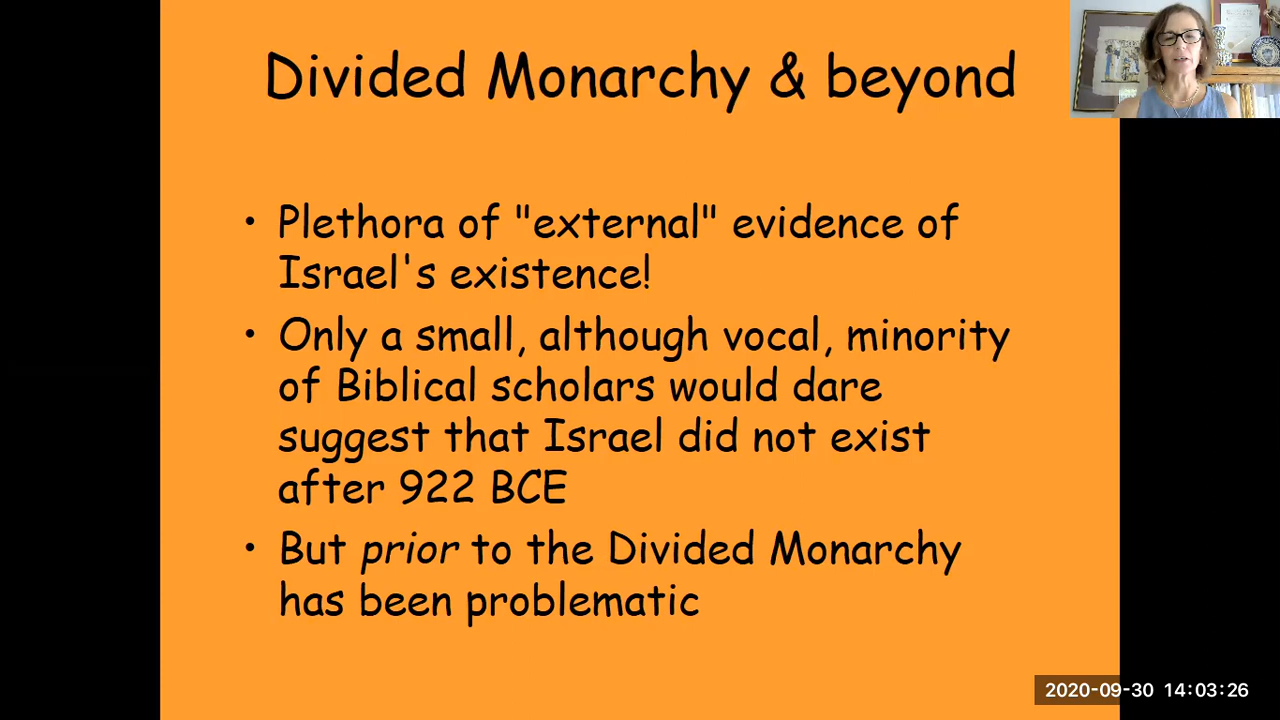 Divided Monarchy & beyond
• Plethora of "external" evidence of
Israel's existence!
• Only a small, although vocal, minority
of Biblical scholars would dare
suggest that Israel did not exist
after 922 BCE
• But prior to the Divided Monarchy
has been problematic
2020-09-30 14:03:26